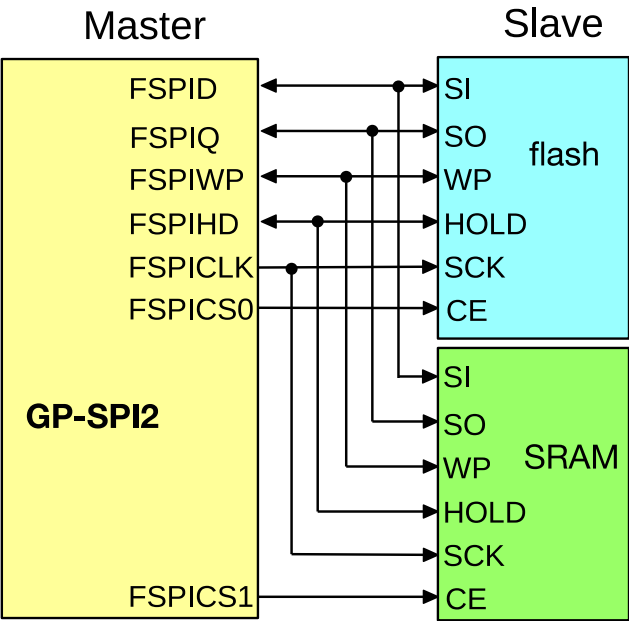 Master
Slave
FSPID
FSPIQ
FSPIWP
FSPIHD
FSPICLK
FSPICS0
GP-SPI2
FSPICS1
SI
SO
flash
WP
HOLD
SCK
CE
SI
SO
SRAM
WP
HOLD
SCK
CE